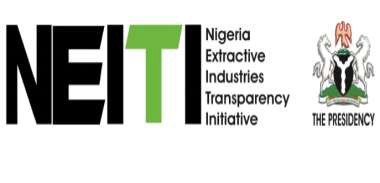 NEITI
Nigeria
Extractive
Industries
Transparency
Initiative
THE PRESIDENCY